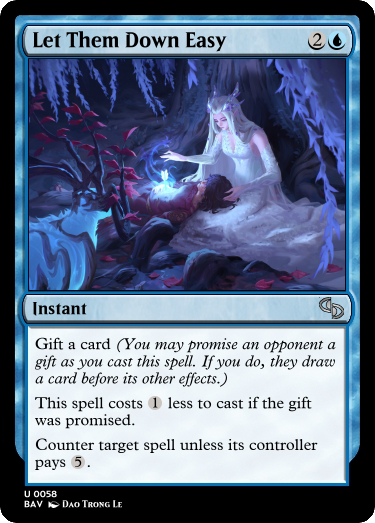 Let Them Down Easy 2
Instant
Gift a card (You may promise an opponent a
gift as you cast this spell. If you do, they draw
a card before its other effects.)
This spell costs 1 less to cast if the gift
was promised.
Counter target spell unless its controller
pays 5.
U 0058
BAV Dao Trong Le